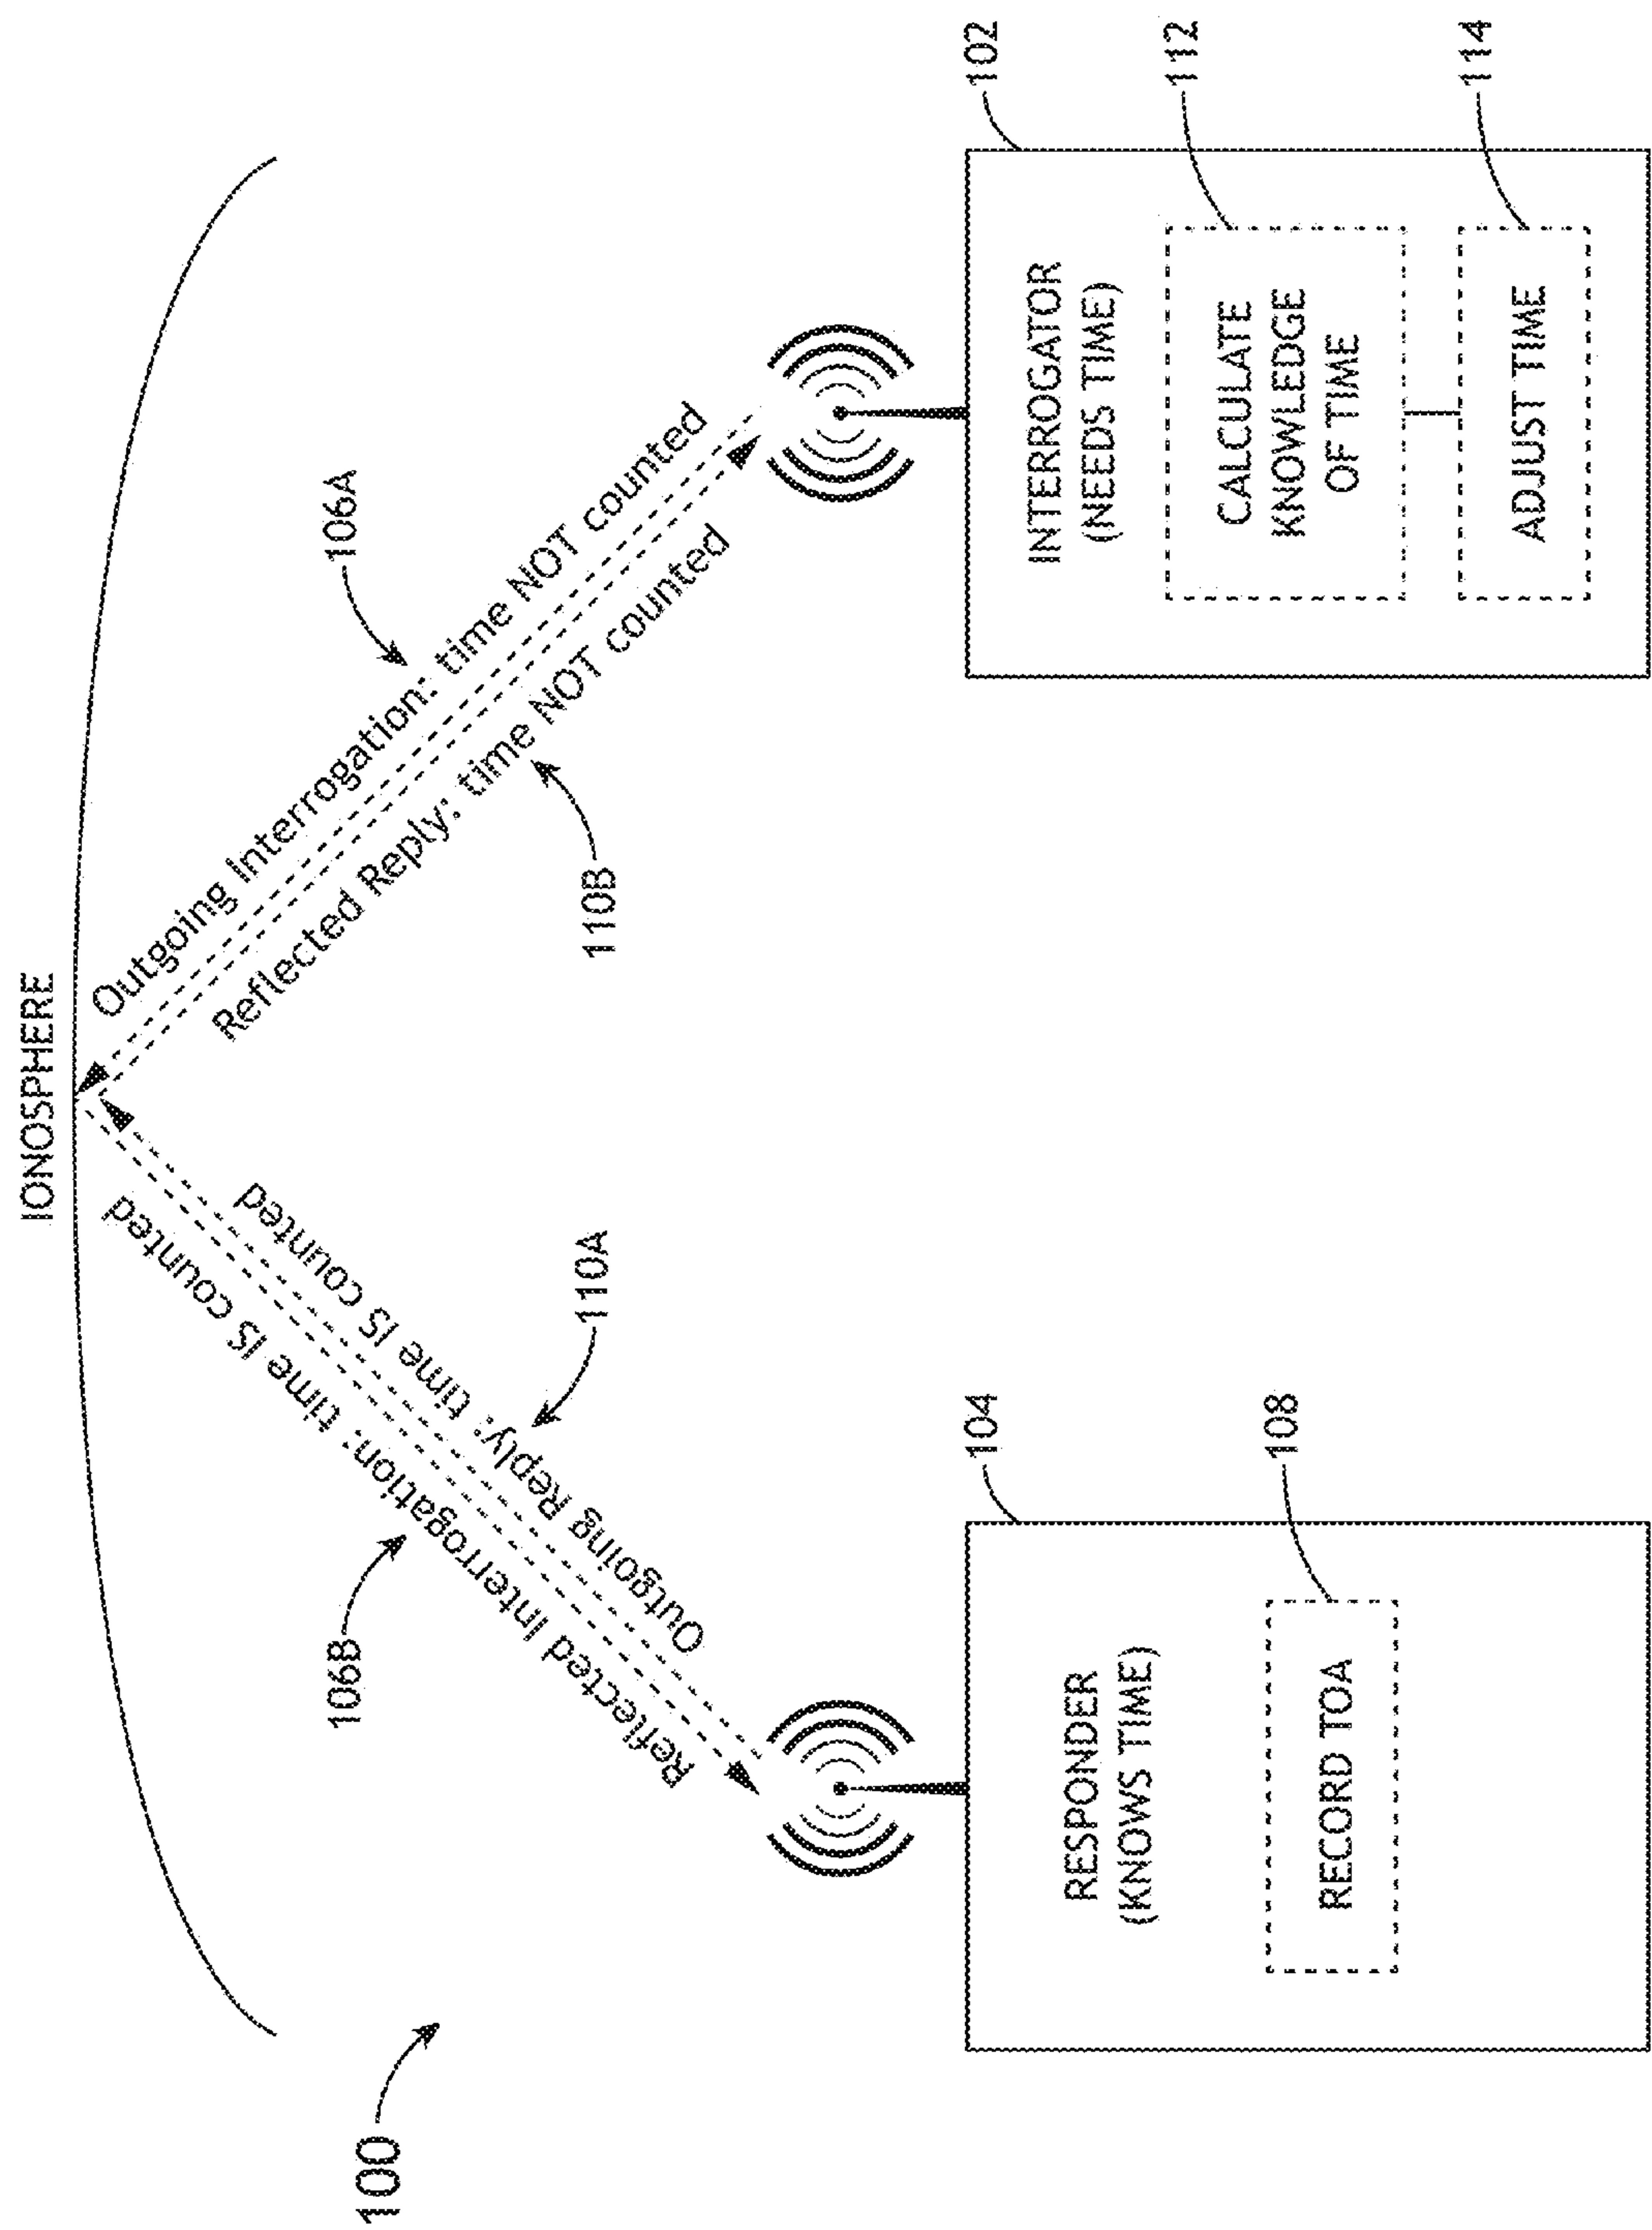 100
IONOSPHERE
106B
Reflected Interrogation: time IS counted
Outgoing Reply: time IS counted
110A
106A
Outgoing Interrogation: time NOT counted
Reflected Reply: time NOT counted
110B
104
RESPONDER
(KNOWS TIME)
108
RECORD TOA
102
INTERROGATOR
(NEEDS TIME)
112
CALCULATE
KNOWLEDGE
OF TIME
114
ADJUST TIME